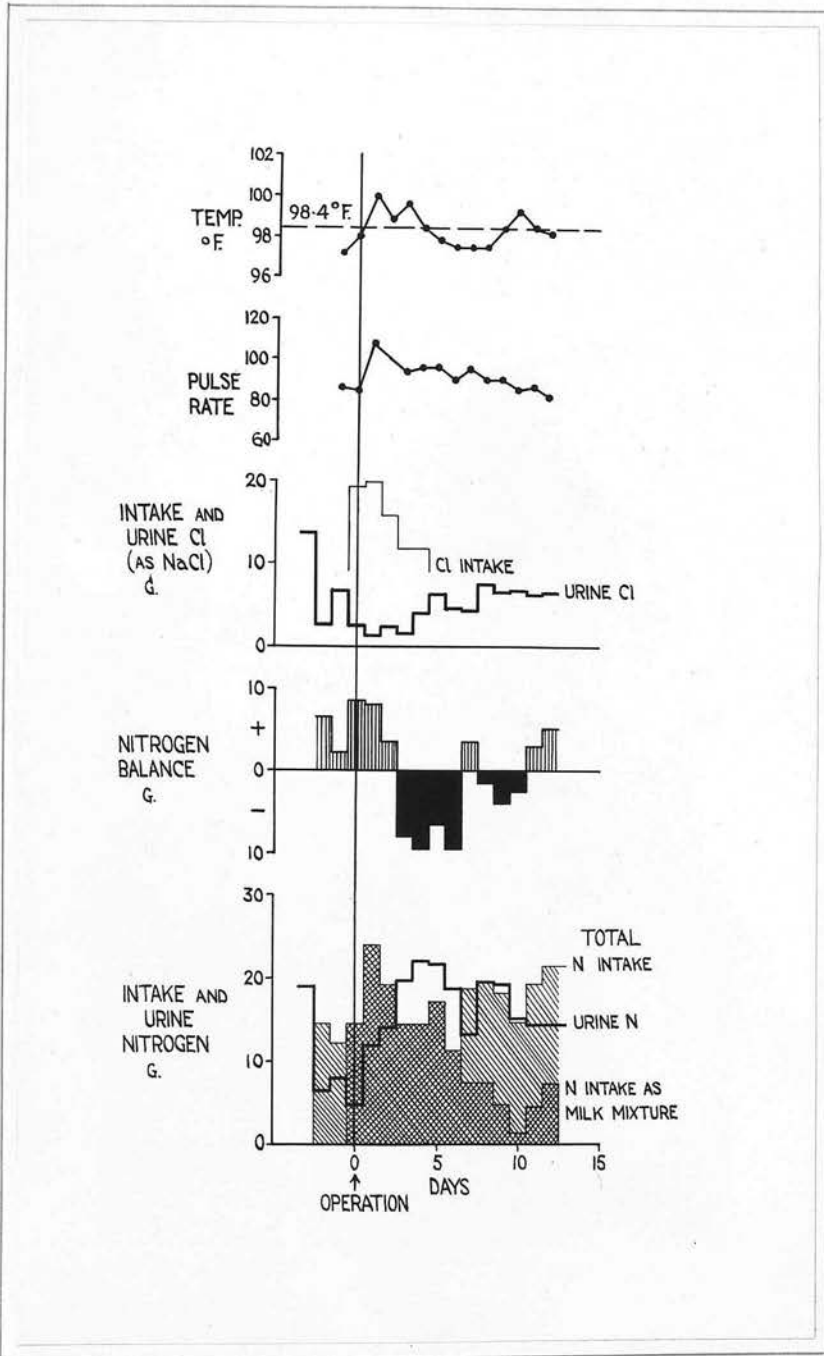 102
100
98
96
TEMP.
°F.
98·4°F.
120
100
80
60
PULSE
RATE
20
10
0
INTAKE AND
URINE Cl
(AS NaCl)
G.
Cl INTAKE
URINE Cl
10
+
0
−
10
NITROGEN
BALANCE
G.
30
20
10
0
INTAKE AND
URINE
NITROGEN
G.
TOTAL
N INTAKE
URINE N
N INTAKE AS
MILK MIXTURE
0 5 10 15
DAYS
OPERATION